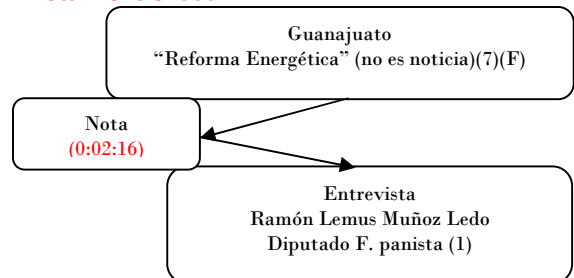 Guanajuato
“Reforma Energética” (no es noticia)(7)(F)
Nota
(0:02:16)
Entrevista
Ramón Lemus Muñoz Ledo
Diputado F. panista (1)